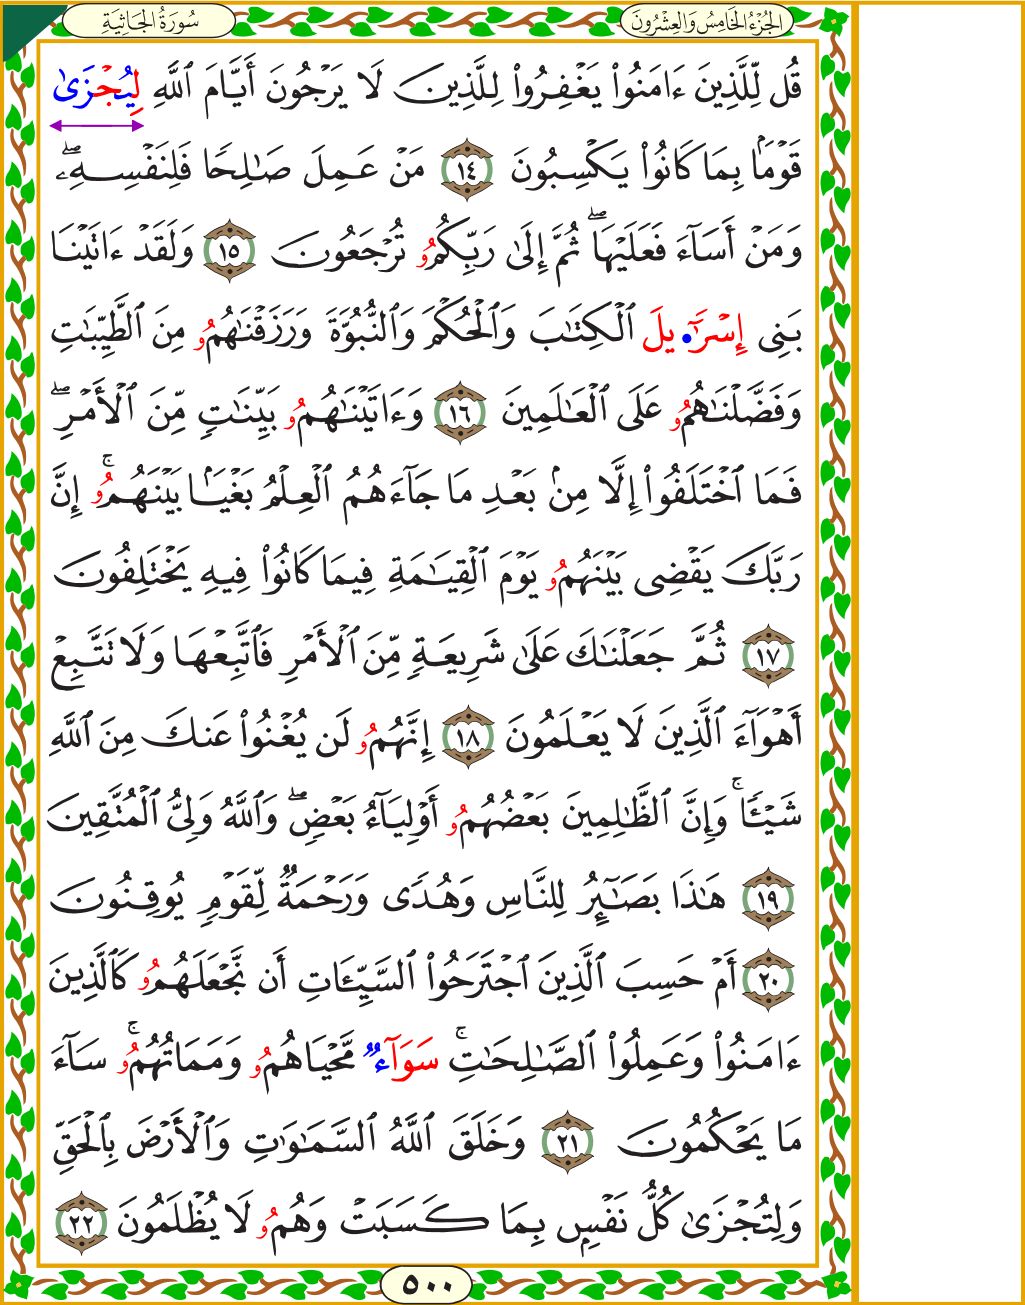 سُورَةُ الجَاثِيَةِ
الجُزْءُ الخَامِسُ وَالعِشْرُونَ
قُل لِّلَّذِينَ ءَامَنُوا۟ يَغْفِرُوا۟ لِلَّذِينَ لَا يَرْجُونَ أَيَّامَ ٱللَّهِ لِيُجْزَىٰ
قَوْمَۢا بِمَا كَانُوا۟ يَكْسِبُونَ ١٤ مَنْ عَمِلَ صَـٰلِحًا فَلِنَفْسِهِۦۖ
وَمَنْ أَسَآءَ فَعَلَيْهَاۖ ثُمَّ إِلَىٰ رَبِّكُمُۥ تُرْجَعُونَ ١٥ وَلَقَدْ ءَاتَيْنَا
بَنِى إِسْرَٰٓ•يلَ ٱلْكِتَـٰبَ وَٱلْحُكْمَ وَٱلنُّبُوَّةَ وَرَزَقْنَـٰهُمُۥ مِنَ ٱلطَّيِّبَـٰتِ
وَفَضَّلْنَـٰهُمُۥ عَلَى ٱلْعَـٰلَمِينَ ١٦ وَءَاتَيْنَـٰهُمُۥ بَيِّنَـٰتٍ مِّنَ ٱلْأَمْرِۖ
فَمَا ٱخْتَلَفُوا۟ إِلَّا مِنۢ بَعْدِ مَا جَآءَهُمُ ٱلْعِلْمُ بَغْيَۢا بَيْنَهُمُۥۚ إِنَّ
رَبَّكَ يَقْضِى بَيْنَهُمُۥ يَوْمَ ٱلْقِيَـٰمَةِ فِيمَا كَانُوا۟ فِيهِ يَخْتَلِفُونَ
١٧ ثُمَّ جَعَلْنَـٰكَ عَلَىٰ شَرِيعَةٍ مِّنَ ٱلْأَمْرِ فَٱتَّبِعْهَا وَلَا تَتَّبِعْ
أَهْوَآءَ ٱلَّذِينَ لَا يَعْلَمُونَ ١٨ إِنَّهُمُۥ لَن يُغْنُوا۟ عَنكَ مِنَ ٱللَّهِ
شَيْـًٔاۚ وَإِنَّ ٱلظَّـٰلِمِينَ بَعْضُهُمُۥ أَوْلِيَآءُ بَعْضٍۖ وَٱللَّهُ وَلِىُّ ٱلْمُتَّقِينَ
١٩ هَـٰذَا بَصَـٰٓئِرُ لِلنَّاسِ وَهُدًى وَرَحْمَةٌ لِّقَوْمٍ يُوقِنُونَ
٢٠ أَمْ حَسِبَ ٱلَّذِينَ ٱجْتَرَحُوا۟ ٱلسَّيِّـَٔاتِ أَن نَّجْعَلَهُمُۥ كَٱلَّذِينَ
ءَامَنُوا۟ وَعَمِلُوا۟ ٱلصَّـٰلِحَـٰتِۚ سَوَآءٌ مَّحْيَاهُمُۥ وَمَمَاتُهُمُۥۚ سَآءَ
مَا يَحْكُمُونَ ٢١ وَخَلَقَ ٱللَّهُ ٱلسَّمَـٰوَٰتِ وَٱلْأَرْضَ بِٱلْحَقِّ
وَلِتُجْزَىٰ كُلُّ نَفْسٍۭ بِمَا كَسَبَتْ وَهُمُۥ لَا يُظْلَمُونَ ٢٢
٥٠٠